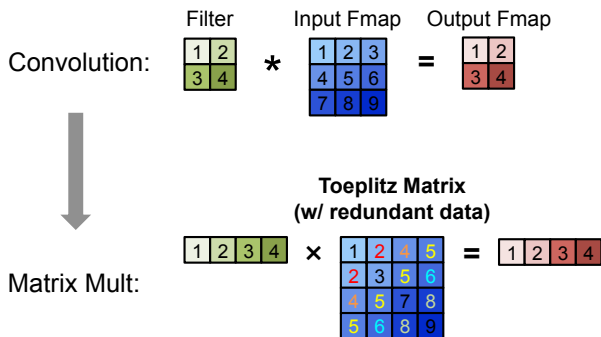 Filter Input Fmap Output Fmap
Convolution:
1 2 * 1 2 3 = 1 2
3 4 4 5 6 3 4
7 8 9
Toeplitz Matrix
(w/ redundant data)
1 2 3 4 × 1 2 4 5 = 1 2 3 4
2 3 5 6
Matrix Mult:
4 5 7 8
5 6 8 9